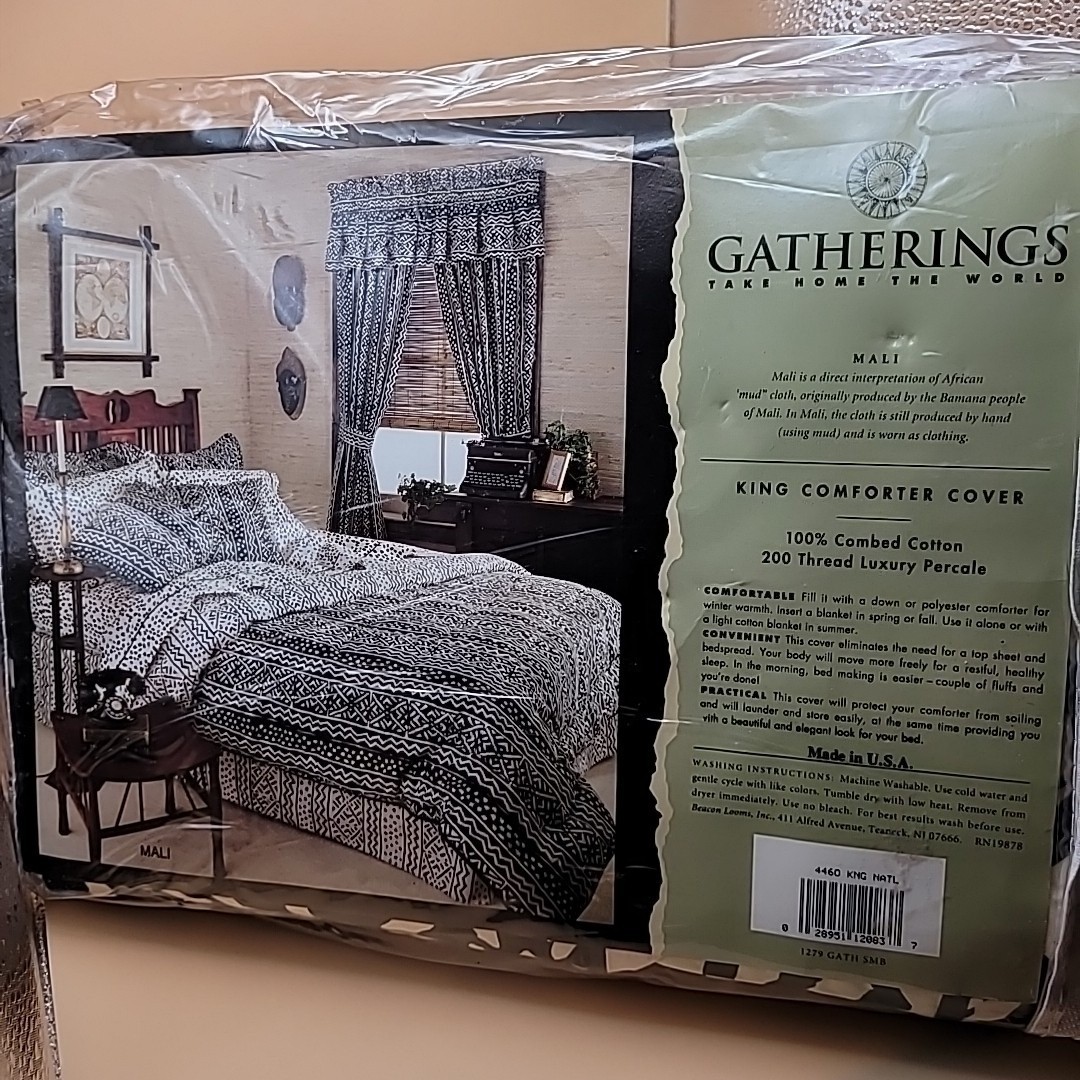 GATHERINGS
TAKE HOME THE WORLD
MALI
Mali is a direct interpretation of African
'mud" cloth, originally produced by the Bamana people
of Mali. In Mali, the cloth is still produced by hand
(using mud) and is worn as clothing.
KING COMFORTER COVER
100% Combed Cotton
200 Thread Luxury Percale
COMFORTABLE Fill it with a down or polyester comforter for
winter warmth. Insert a blanket in spring or fall. Use it alone or with
a light cotton blanket in summer.
CONVENIENT This cover eliminates the need for a top sheet and
bedspread. Your body will move more freely for a restful, healthy
sleep. In the morning, bed making is easier – couple of fluffs and
you're done!
PRACTICAL This cover will protect your comforter from soiling
and will launder and store easily, at the same time providing you
with a beautiful and elegant look for your bed.
Made in U.S.A.
WASHING INSTRUCTIONS: Machine Washable. Use cold water and
gentle cycle with like colors. Tumble dry with low heat. Remove from
dryer immediately. Use no bleach. For best results wash before use.
Beacon Looms, Inc., 411 Alfred Avenue, Teaneck, NJ 07666. RN19878
4460 KNG NATL
0 28951 12083 7
1279 GATH SMB
MALI